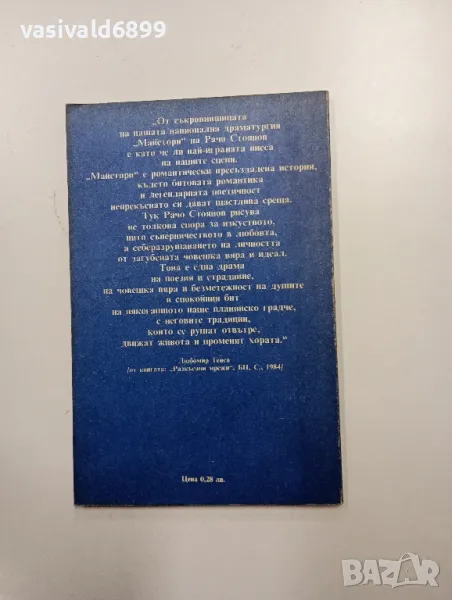 vasivald6899
„От съкровищницата
на нашата национална драматургия
„Майстори“ на Рачо Стоянов
е като че ли най-играната пиеса
на нашите сцени.
„Майстори“ е романтически пресъздадена история,
където битовата романтика
и легендарната поетичност
непрекъснато си дават щастлива среща.
Тук Рачо Стоянов рисува
не толкова спора за изкуството,
нито съперничеството в любовта,
а себеразрушаването на личността
от загубената човешка вяра и идеал.
Това е една драма
на поезия и страдание,
на човешка вяра и безметежност на душите
в спокойния бит
на някогашното наше планинско градче,
с неговите традиции,
които се рушат отвътре,
движат живота и променят хората.“
Любомир Тенев
/от книгата: „Разкъсани мрежи“, БП, С., 1984/
Цена 0,28 лв.
BAZAR